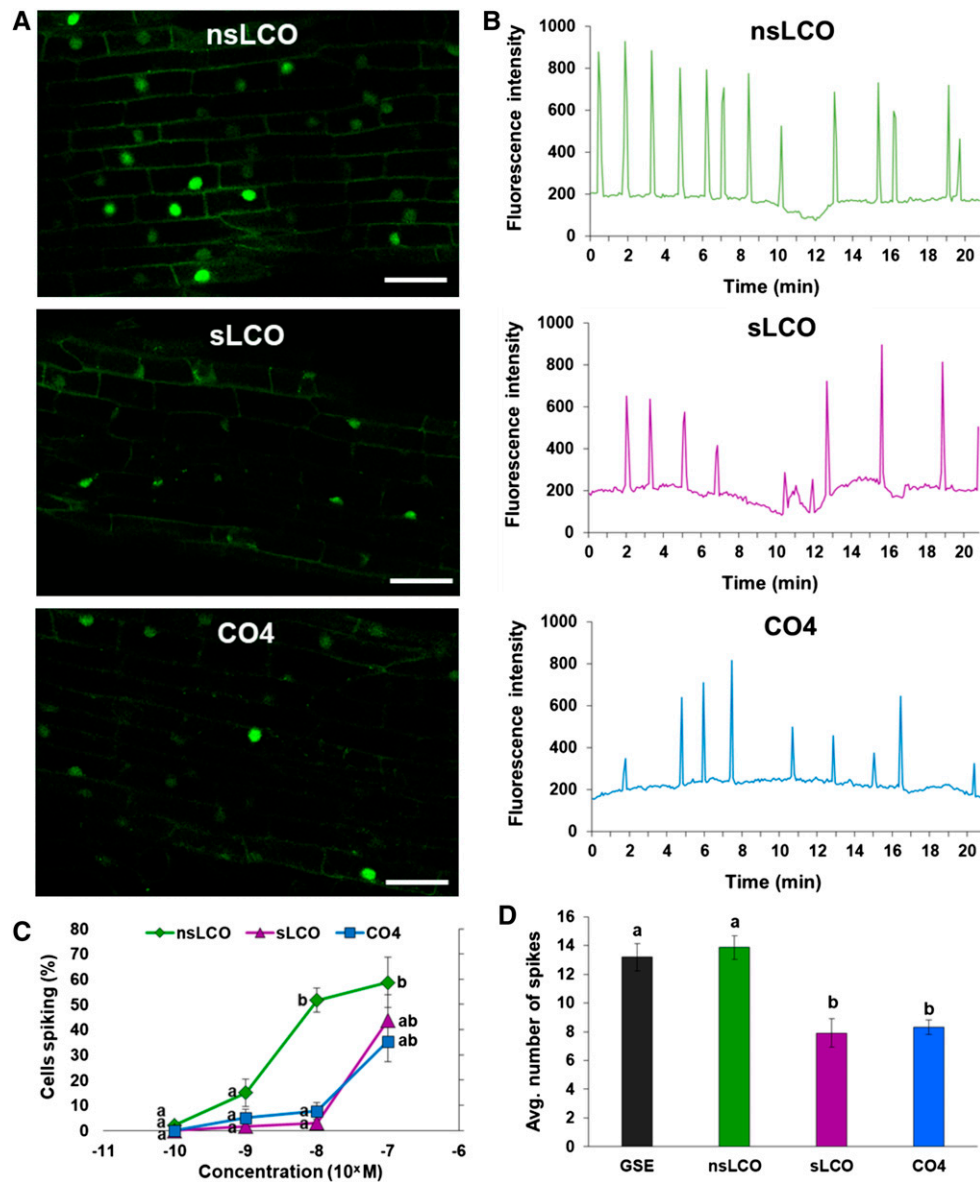 A
nsLCO
sLCO
CO4
B
nsLCO
Fluorescence intensity
1000
800
600
400
200
0
0 2 4 6 8 10 12 14 16 18 20
Time (min)
sLCO
Fluorescence intensity
1000
800
600
400
200
0
0 2 4 6 8 10 12 14 16 18 20
Time (min)
CO4
Fluorescence intensity
1000
800
600
400
200
0
0 2 4 6 8 10 12 14 16 18 20
Time (min)
C
nsLCO sLCO CO4
Cells spiking (%)
80
70
60
50
40
30
20
10
0
a
a
a
a
a
a
b
a
a
b
ab
ab
-11 -10 -9 -8 -7 -6
Concentration (10ˣ M)
D
Avg. number of spikes
16
14
12
10
8
6
4
2
0
a a b b
GSE nsLCO sLCO CO4